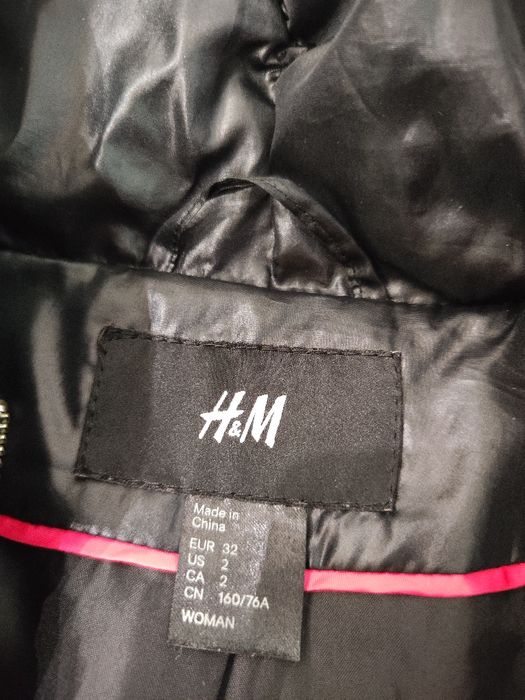 H&M
Made in
China
EUR 32
US 2
CA 2
CN 160/76A
WOMAN